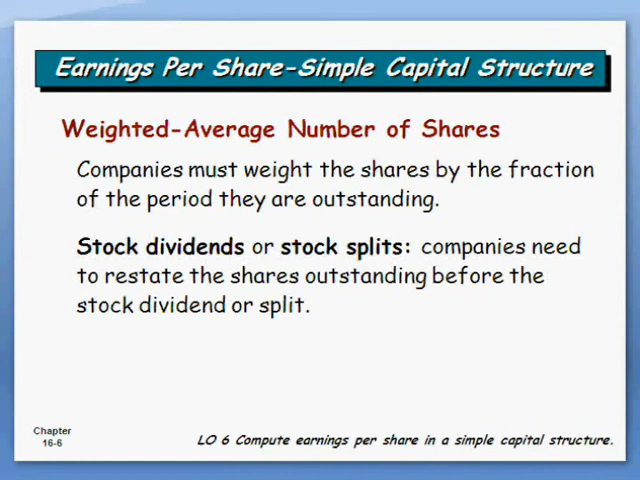 Earnings Per Share-Simple Capital Structure
Weighted-Average Number of Shares
Companies must weight the shares by the fraction
of the period they are outstanding.
Stock dividends or stock splits: companies need
to restate the shares outstanding before the
stock dividend or split.
Chapter
16-6
LO 6 Compute earnings per share in a simple capital structure.